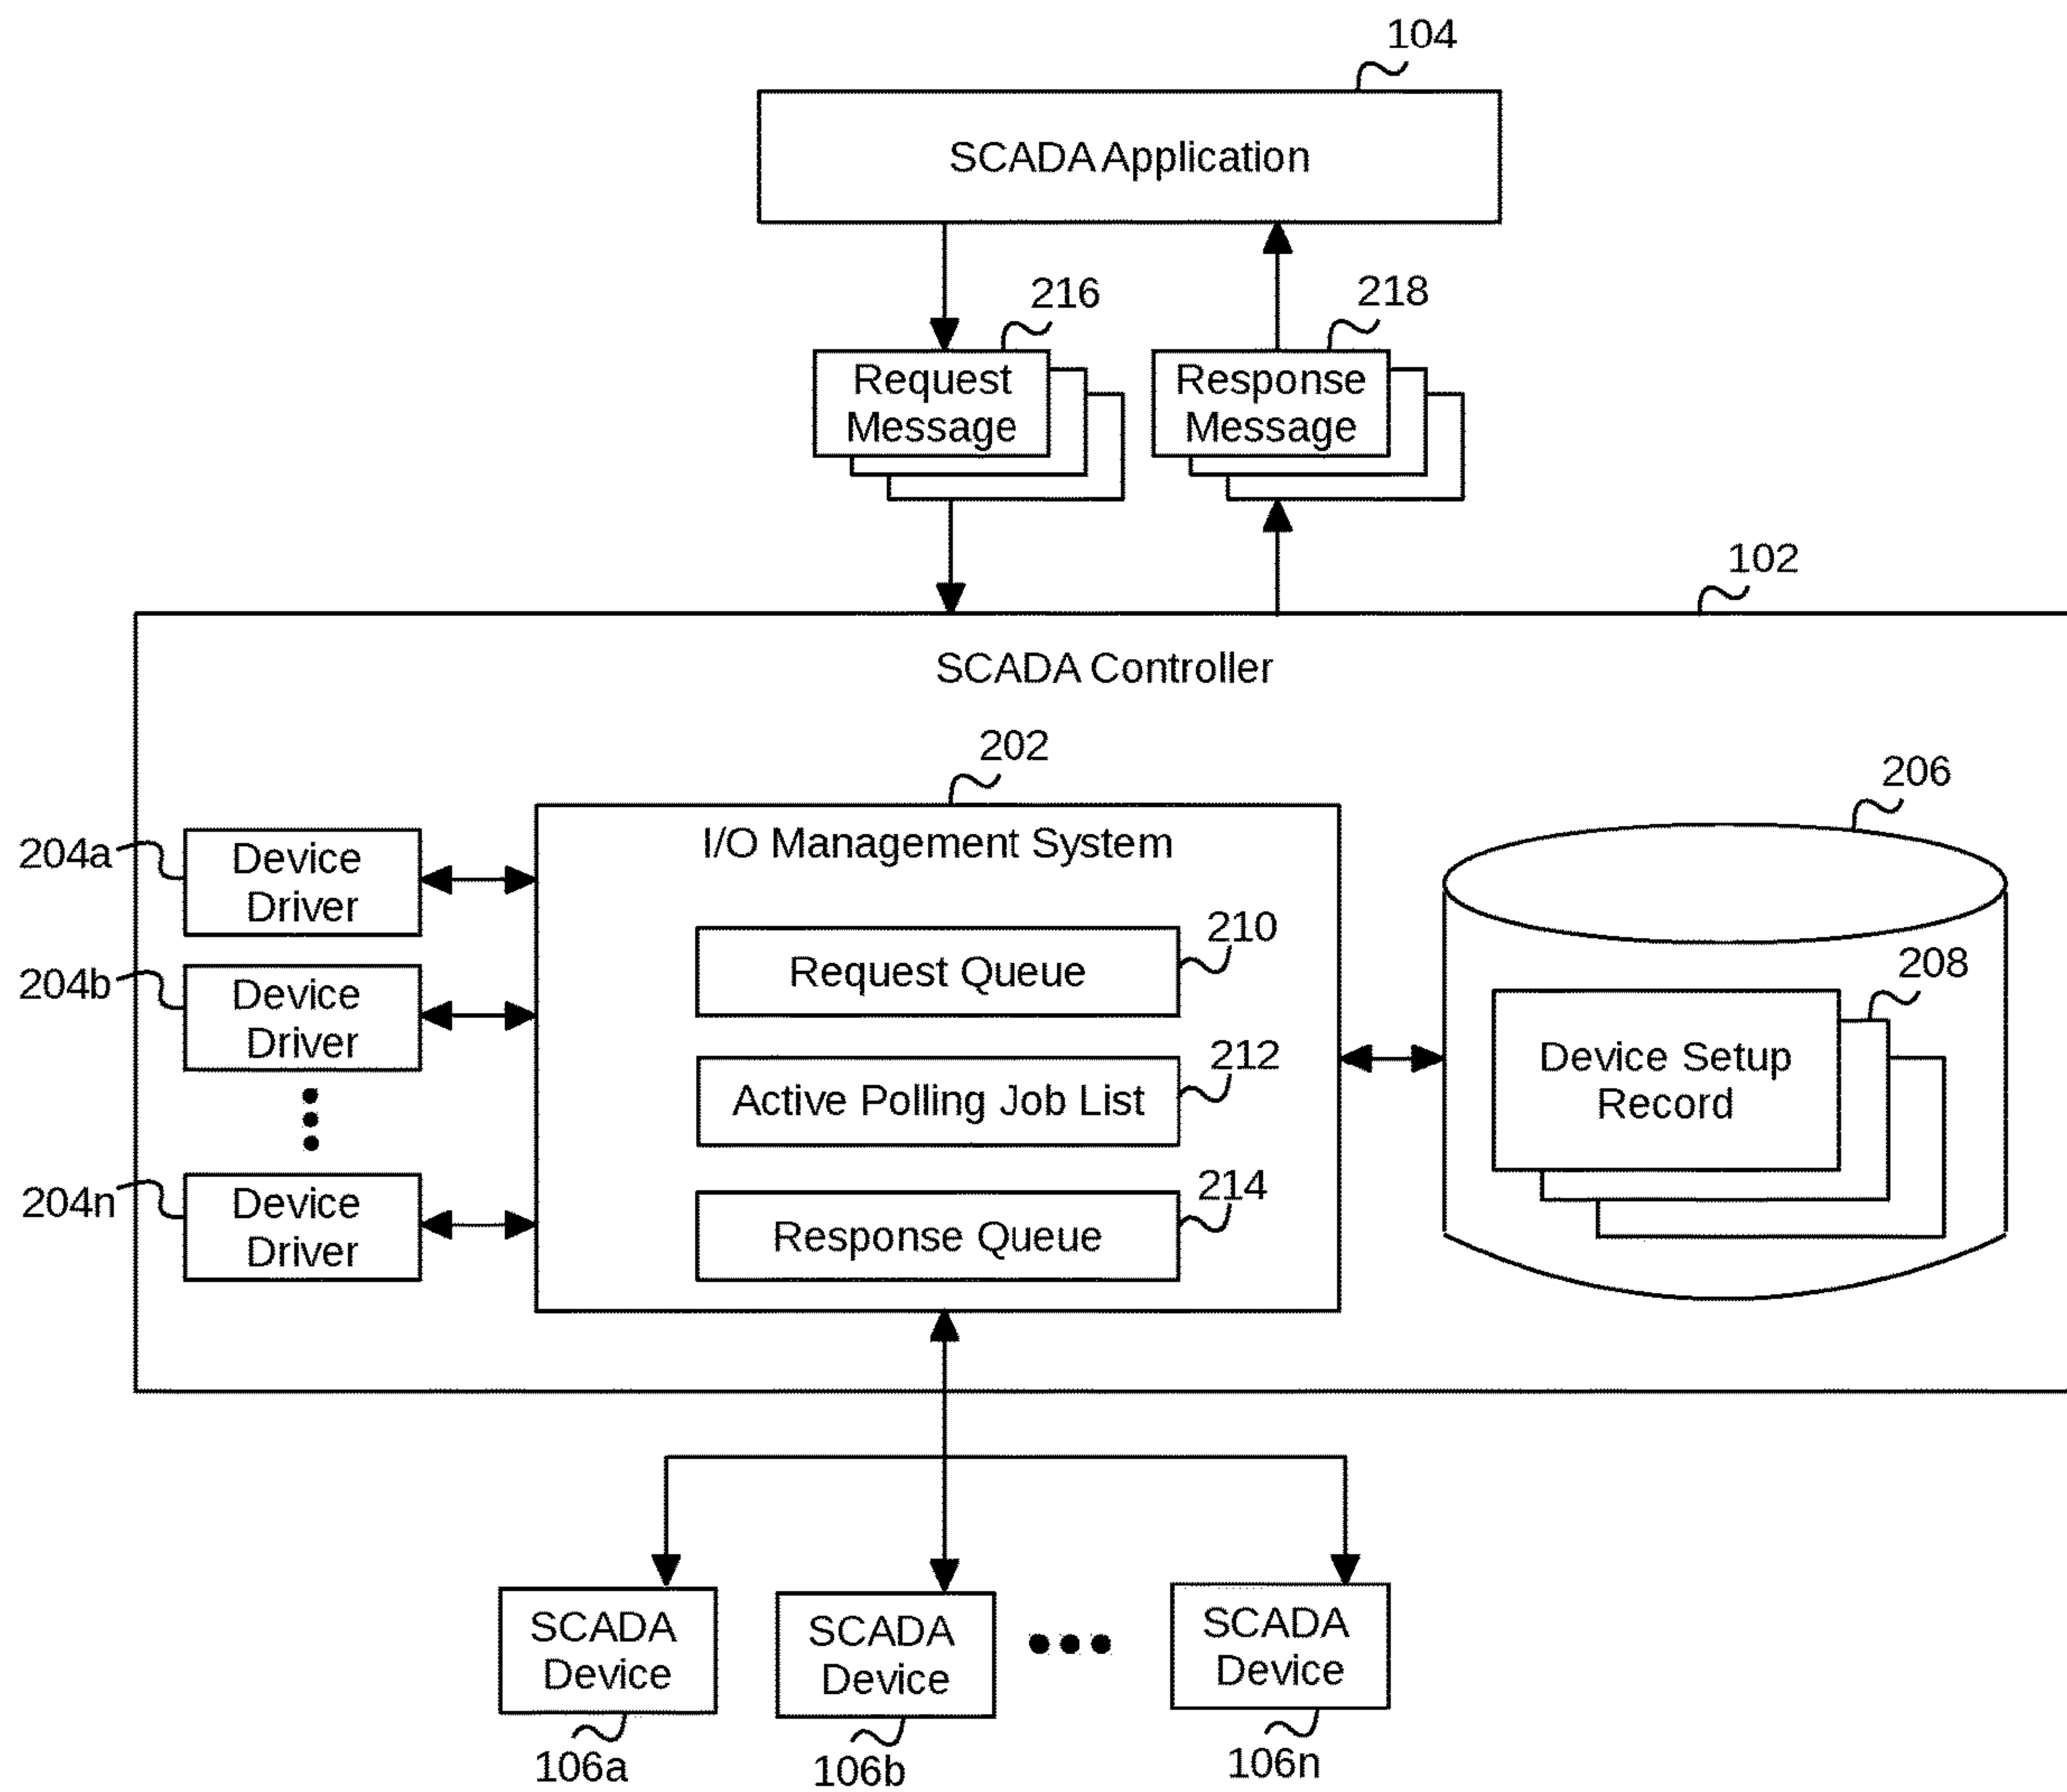 104
SCADA Application
216
218
Request
Message
Response
Message
102
SCADA Controller
202
206
I/O Management System
204a
Device
Driver
210
Request Queue
208
204b
Device
Driver
Device Setup
Record
212
Active Polling Job List
204n
Device
Driver
214
Response Queue
SCADA
Device
SCADA
Device
SCADA
Device
106a
106b
106n